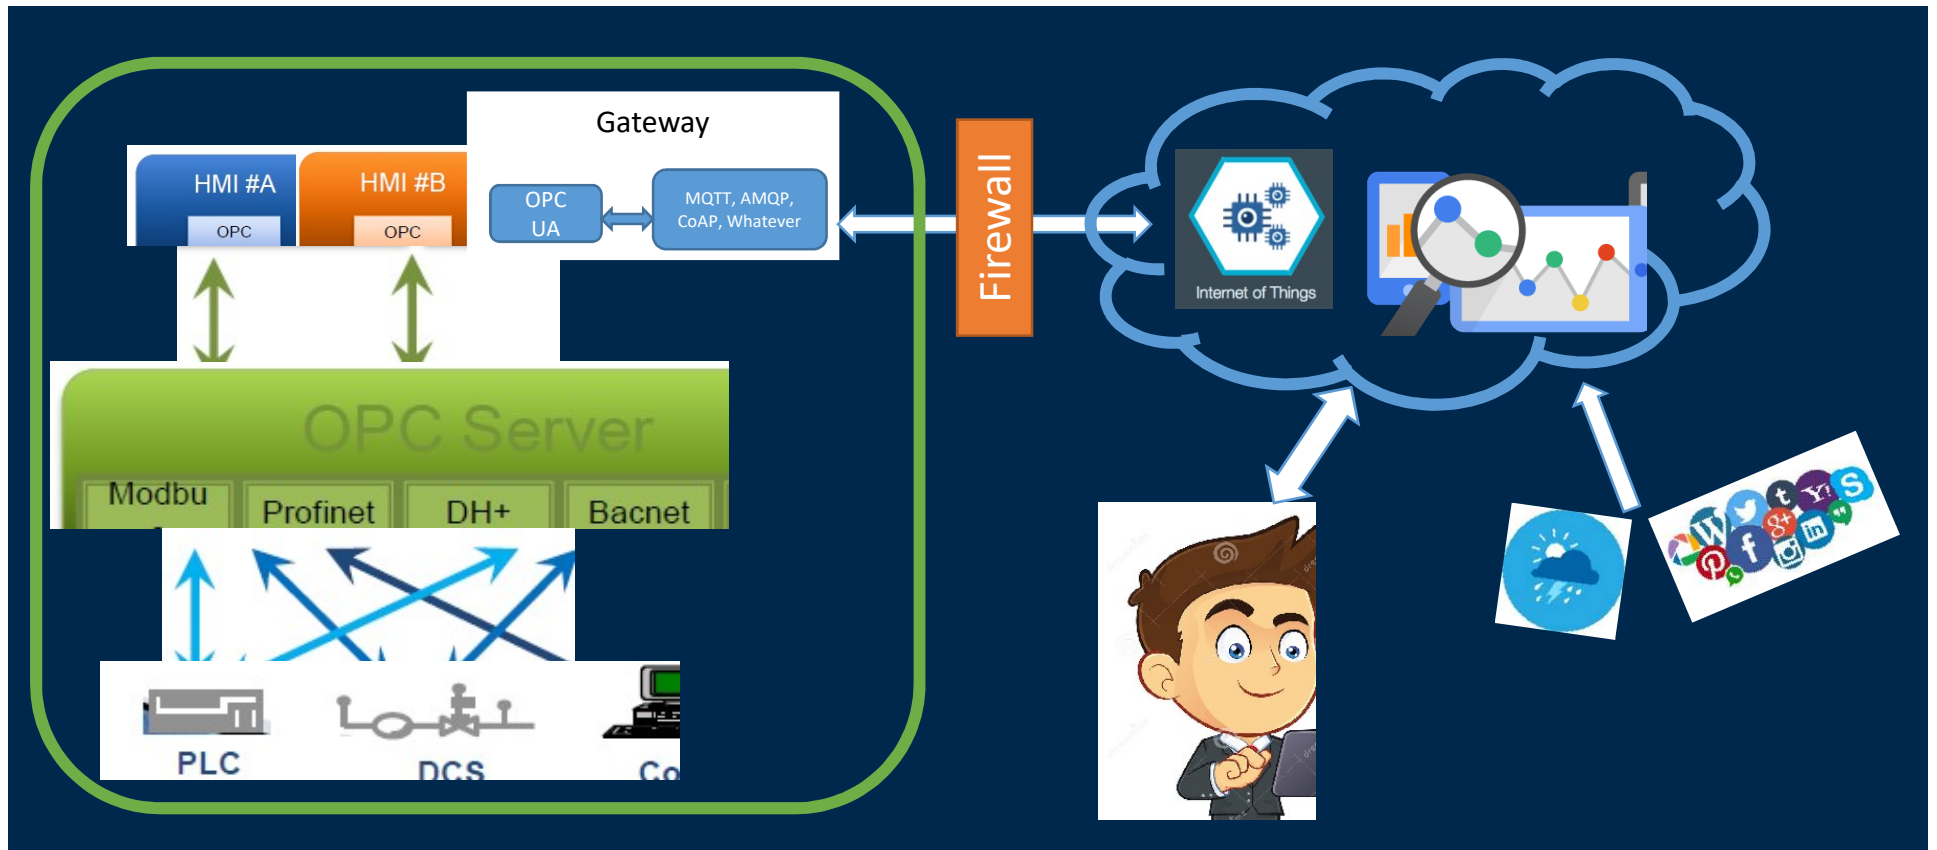 Gateway
HMI #A
OPC
HMI #B
OPC
OPC
UA
MQTT, AMQP,
CoAP, Whatever
Firewall
Internet of Things
OPC Server
Modbu
Profinet
DH+
Bacnet
PLC
DCS
Co